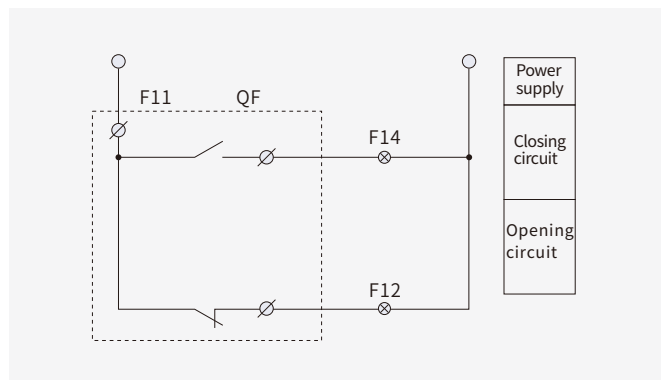 F11
QF
F14
F12
Power
supply
Closing
circuit
Opening
circuit